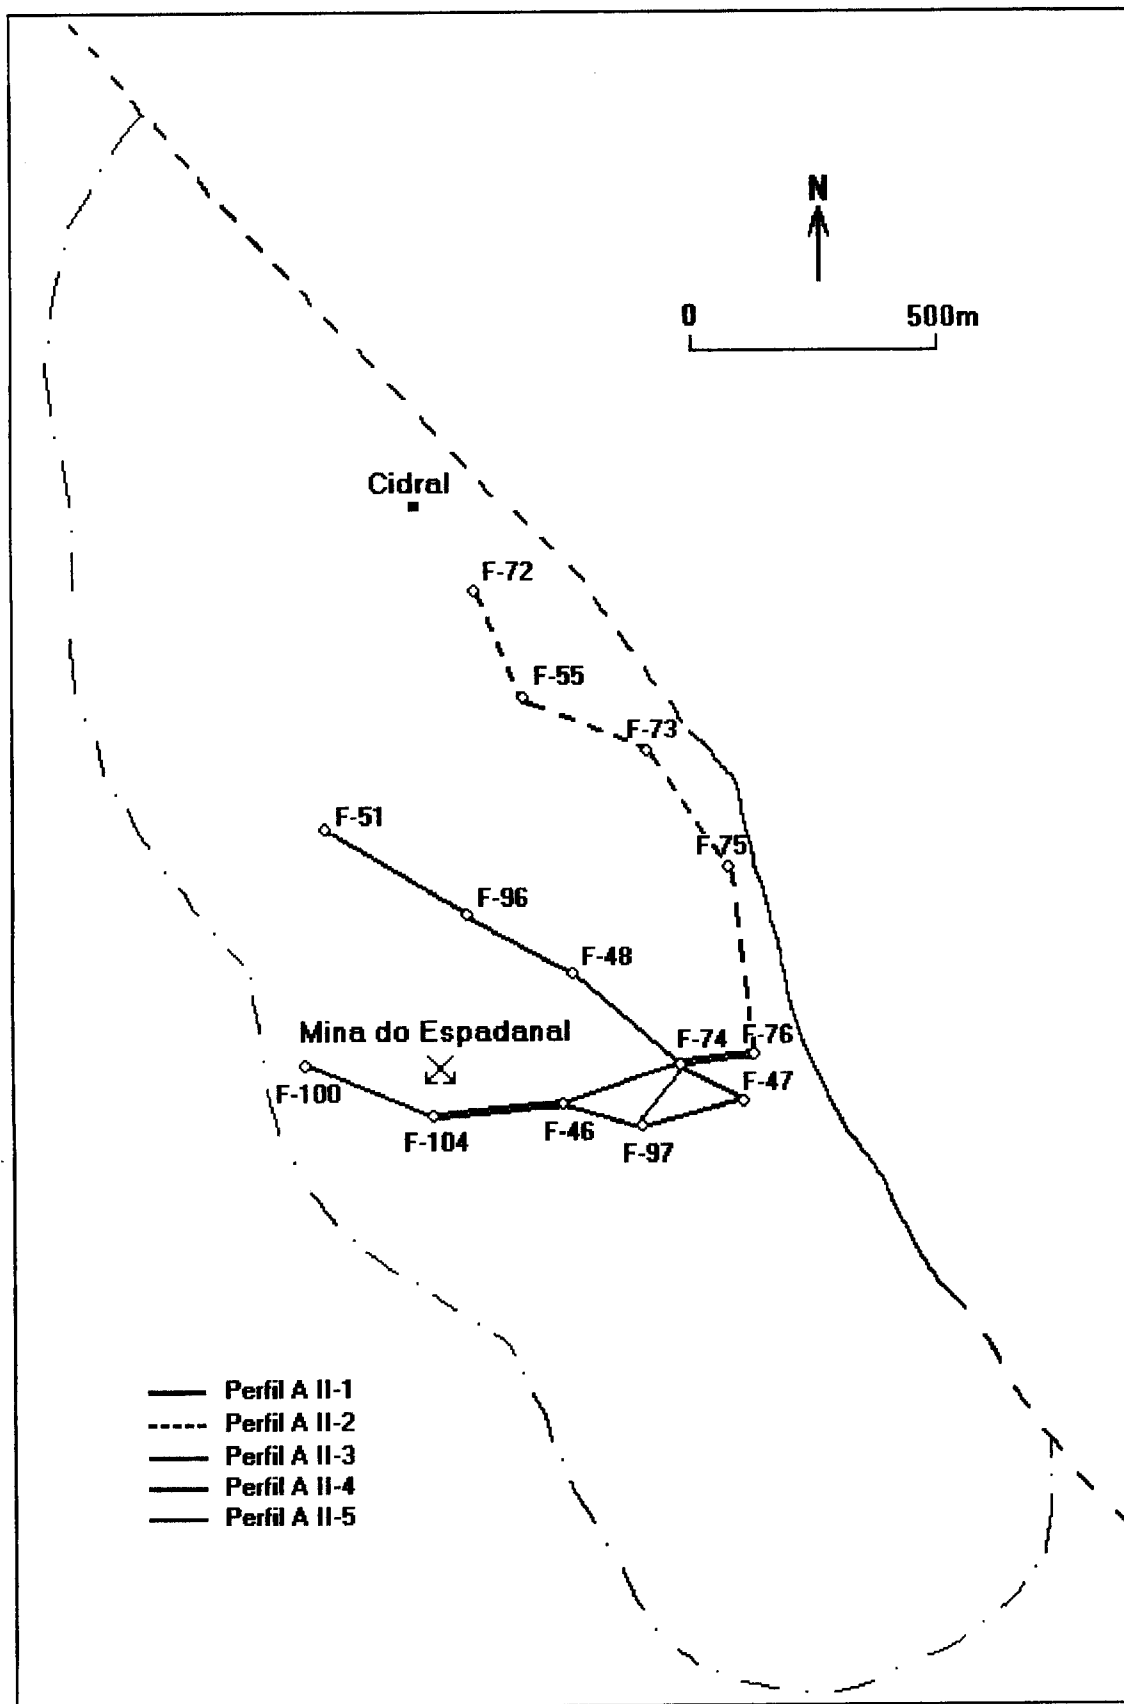 N
0 500m
Cidral
F-72
F-55
F-73
F-51
F-75
F-96
F-48
Mina do Espadanal
F-74
F-76
F-100
F-47
F-104
F-46
F-97
Perfil A II-1
Perfil A II-2
Perfil A II-3
Perfil A II-4
Perfil A II-5